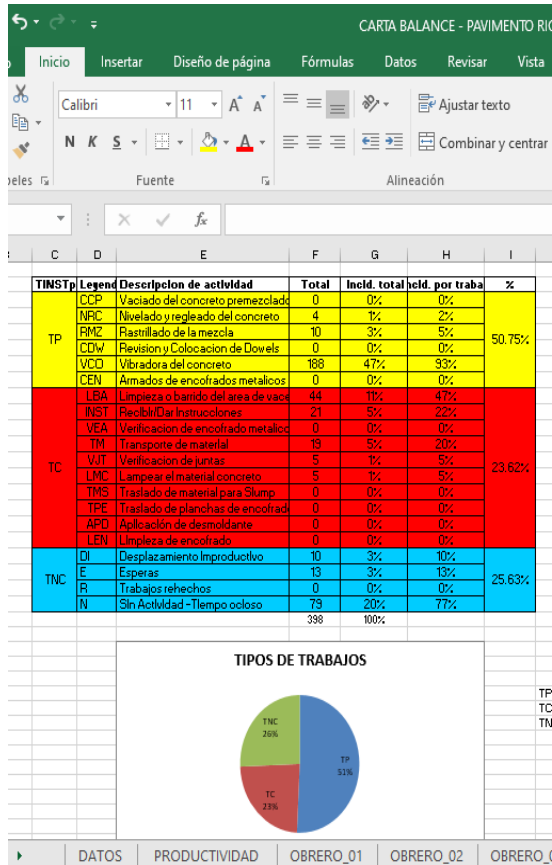 CARTA BALANCE - PAVIMENTO RIG
Inicio Insertar Diseño de página Fórmulas Datos Revisar Vista
Calibri 11 A A Ajustar texto
N K S A Combinar y centrar
peles Fuente Alineación
fx
C D E F G H I
TINSTp Legend Descripcion de actividad Total Incid. total ncid. por traba %
CCP Vaciado del concreto premezclado 0 0% 0%
NRC Nivelado y regleado del concreto 4 1% 2%
RMZ Rastrillado de la mezcla 10 3% 5%
TP 50.75%
CDW Revision y Colocacion de Dowels 0 0% 0%
VCO Vibradora del concreto 188 47% 93%
CEN Armados de encofrados metalicos 0 0% 0%
LBA Limpieza o barrido del area de vace 44 11% 47%
INST Recibir/Dar Instrucciones 21 5% 22%
VEA Verificacion de encofrado metalico 0 0% 0%
TM Transporte de material 19 5% 20%
VJT Verificacion de juntas 5 1% 5%
TC 23.62%
LMC Lampear el material concreto 5 1% 5%
TMS Traslado de material para Slump 0 0% 0%
TPE Traslado de planchas de encofrad 0 0% 0%
APD Aplicación de desmoldante 0 0% 0%
LEN Limpieza de encofrado 0 0% 0%
DI Desplazamiento Improductivo 10 3% 10%
E Esperas 13 3% 13%
TNC 25.63%
R Trabajos rehechos 0 0% 0%
N Sin Actividad -Tiempo ocioso 79 20% 77%
398 100%
TIPOS DE TRABAJOS
TNC
26%
TP
51%
TC
23%
TP
TC
TN
DATOS PRODUCTIVIDAD OBRERO_01 OBRERO_02 OBRERO_0